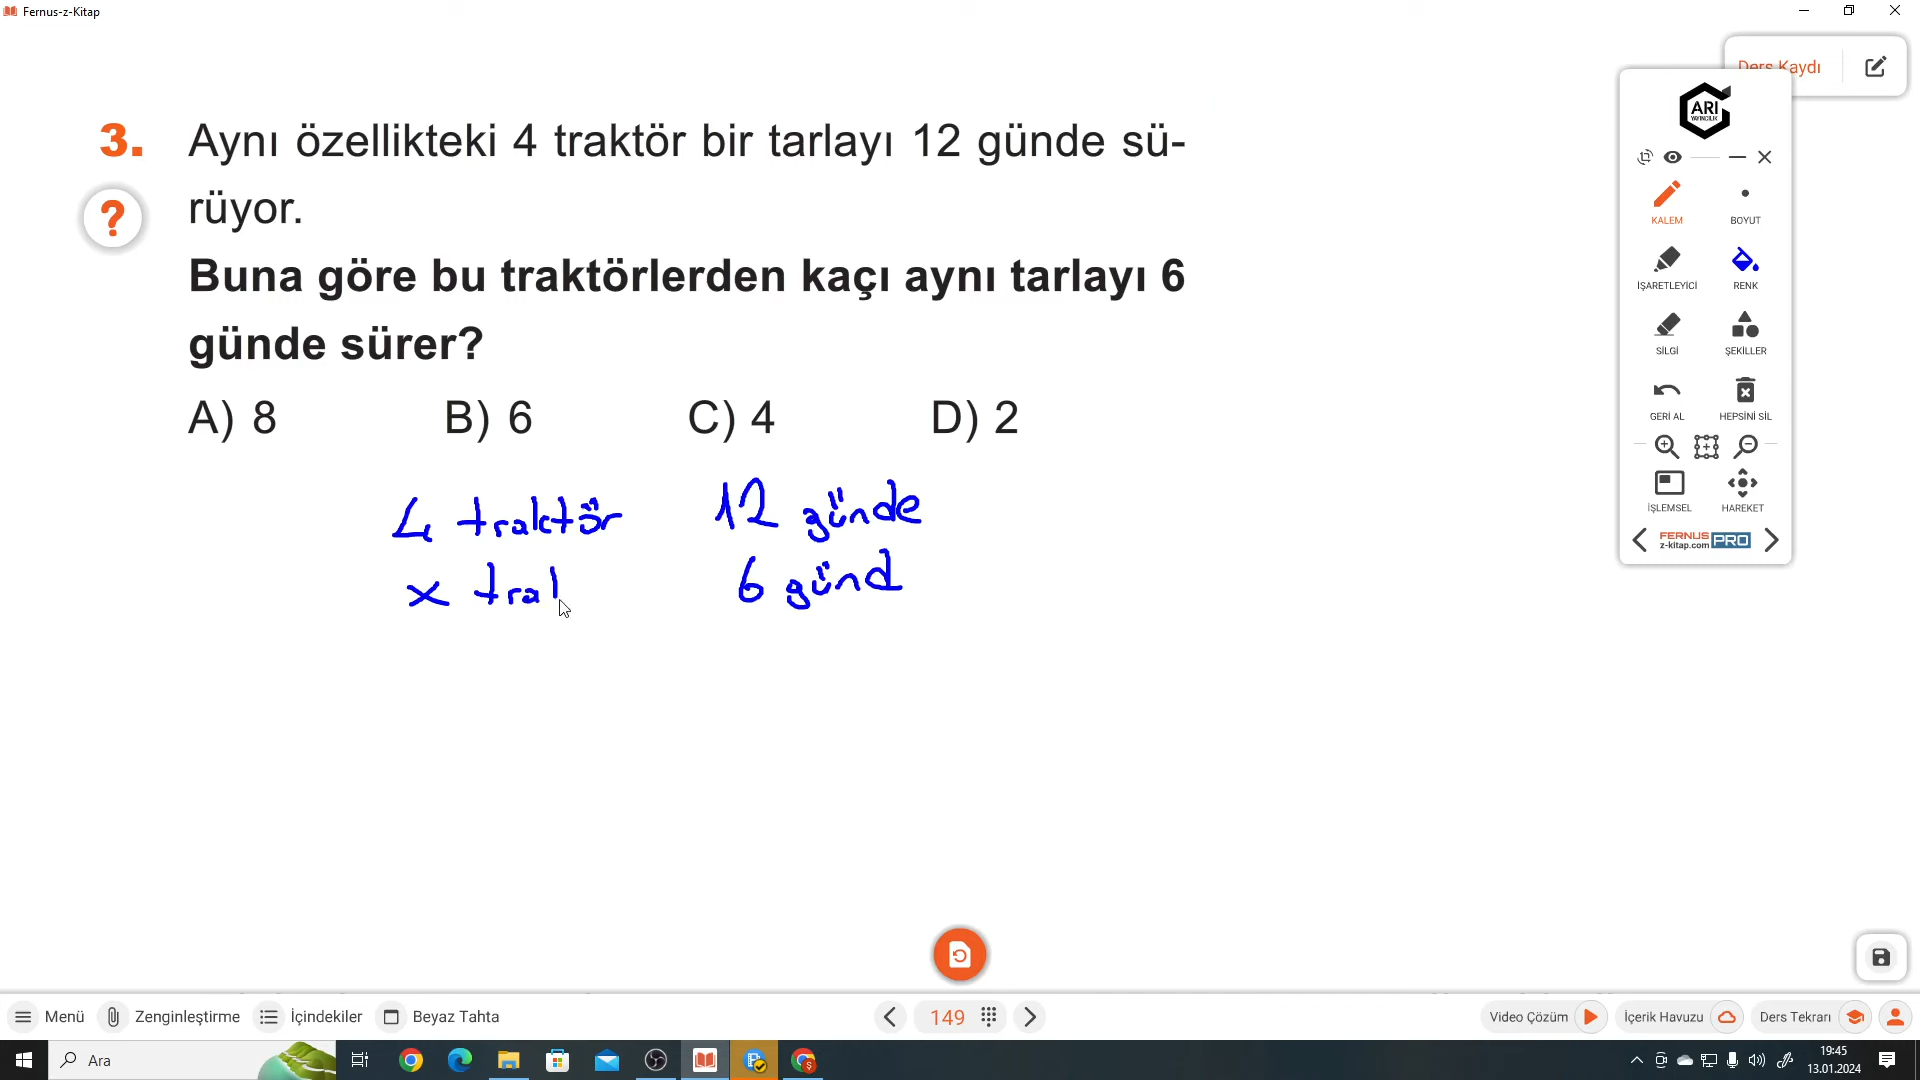 Fernus-z-Kitap
Ders Kaydı
ARI
YAYINCILIK
3. Aynı özellikteki 4 traktör bir tarlayı 12 günde sü-
rüyor.
?
Buna göre bu traktörlerden kaçı aynı tarlayı 6
günde sürer?
A) 8 B) 6 C) 4 D) 2
4 traktör 12 günde
x tral 6 günd
KALEM BOYUT
İŞARETLEYİCİ RENK
SİLGİ ŞEKİLLER
GERİ AL HEPSİNİ SİL
İŞLEMSEL HAREKET
FERNUS
z-kitap.com PRO
Menü Zenginleştirme İçindekiler Beyaz Tahta 149 Video Çözüm İçerik Havuzu Ders Tekrarı
Ara
19:45
13.01.2024